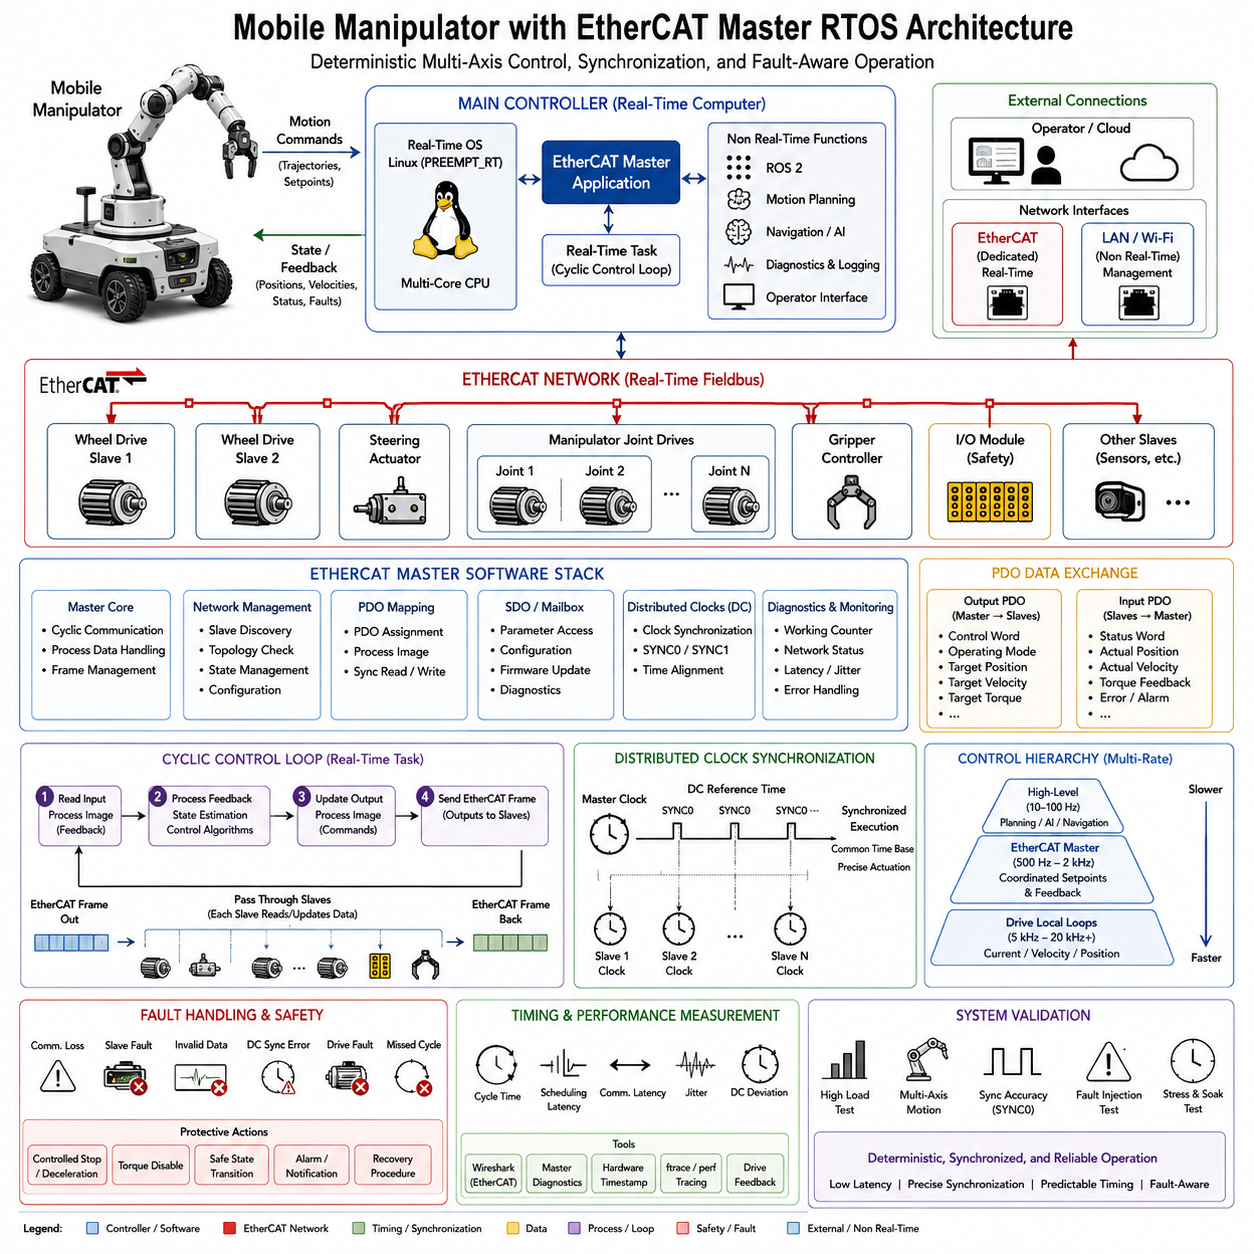 Mobile Manipulator with EtherCAT Master RTOS Architecture
Deterministic Multi-Axis Control, Synchronization, and Fault-Aware Operation
Mobile
Manipulator
Motion
Commands
(Trajectories,
Setpoints)
State /
Feedback
(Positions, Velocities,
Status, Faults)
MAIN CONTROLLER (Real-Time Computer)
Real-Time OS
Linux (PREEMPT_RT)
Multi-Core CPU
EtherCAT Master
Application
Real-Time Task
(Cyclic Control Loop)
Non Real-Time Functions
ROS 2
Motion Planning
Navigation / AI
Diagnostics & Logging
Operator Interface
External Connections
Operator / Cloud
Network Interfaces
EtherCAT
(Dedicated)
Real-Time
LAN / Wi-Fi
(Non Real-Time)
Management
EtherCAT
ETHERCAT NETWORK (Real-Time Fieldbus)
Wheel Drive
Slave 1
Wheel Drive
Slave 2
Steering
Actuator
Manipulator Joint Drives
Joint 1
Joint 2
...
Joint N
Gripper
Controller
I/O Module
(Safety)
Other Slaves
(Sensors, etc.)
...
ETHERCAT MASTER SOFTWARE STACK
Master Core
• Cyclic Communication
• Process Data Handling
• Frame Management
Network Management
• Slave Discovery
• Topology Check
• State Management
• Configuration
PDO Mapping
• PDO Assignment
• Process Image
• Sync Read / Write
SDO / Mailbox
• Parameter Access
• Configuration
• Firmware Update
• Diagnostics
Distributed Clocks (DC)
• Clock Synchronization
• SYNC0 / SYNC1
• Time Alignment
Diagnostics & Monitoring
• Working Counter
• Network Status
• Latency / Jitter
• Error Handling
PDO DATA EXCHANGE
Output PDO
(Master → Slaves)
• Control Word
• Operating Mode
• Target Position
• Target Velocity
• Target Torque
• ...
Input PDO
(Slaves → Master)
• Status Word
• Actual Position
• Actual Velocity
• Torque Feedback
• Error / Alarm
• ...
CYCLIC CONTROL LOOP (Real-Time Task)
1 Read Input
Process Image
(Feedback)
2 Process Feedback
State Estimation
Control Algorithms
3 Update Output
Process Image
(Commands)
4 Send EtherCAT Frame
(Outputs to Slaves)
EtherCAT Frame
Out
Pass Through Slaves
(Each Slave Reads/Updates Data)
...
EtherCAT Frame
Back
DISTRIBUTED CLOCK SYNCHRONIZATION
Master Clock
DC Reference Time
SYNC0 SYNC0 SYNC0 ...
Synchronized
Execution
Common Time Base
Precise Actuation
Slave 1
Clock
Slave 2
Clock
...
Slave N
Clock
CONTROL HIERARCHY (Multi-Rate)
High-Level
(10–100 Hz)
Planning / AI / Navigation
EtherCAT Master
(500 Hz – 2 kHz)
Coordinated Setpoints
& Feedback
Drive Local Loops
(5 kHz – 20 kHz+)
Current / Velocity / Position
Slower
Faster
FAULT HANDLING & SAFETY
Comm. Loss
Slave Fault
Invalid Data
DC Sync Error
Drive Fault
Missed Cycle
Protective Actions
Controlled Stop
/ Deceleration
Torque Disable
Safe State
Transition
Alarm /
Notification
Recovery
Procedure
TIMING & PERFORMANCE MEASUREMENT
Cycle Time
Scheduling
Latency
Comm. Latency
Jitter
DC Deviation
Tools
Wireshark
(EtherCAT)
Master
Diagnostics
Hardware
Timestamp
ftrace / perf
Tracing
Drive
Feedback
SYSTEM VALIDATION
High Load
Test
Multi-Axis
Motion
Sync Accuracy
(SYNC0)
Fault Injection
Test
Stress & Soak
Test
Deterministic, Synchronized, and Reliable Operation
Low Latency | Precise Synchronization | Predictable Timing | Fault-Aware
Legend:
Controller / Software
EtherCAT Network
Timing / Synchronization
Data
Process / Loop
Safety / Fault
External / Non Real-Time